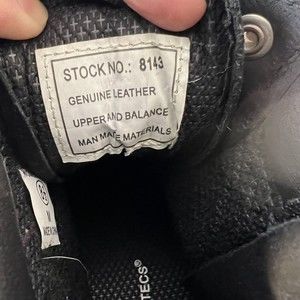 STOCK NO.: 8143
GENUINE LEATHER
UPPER AND BALANCE
MAN MADE MATERIALS
TECS®